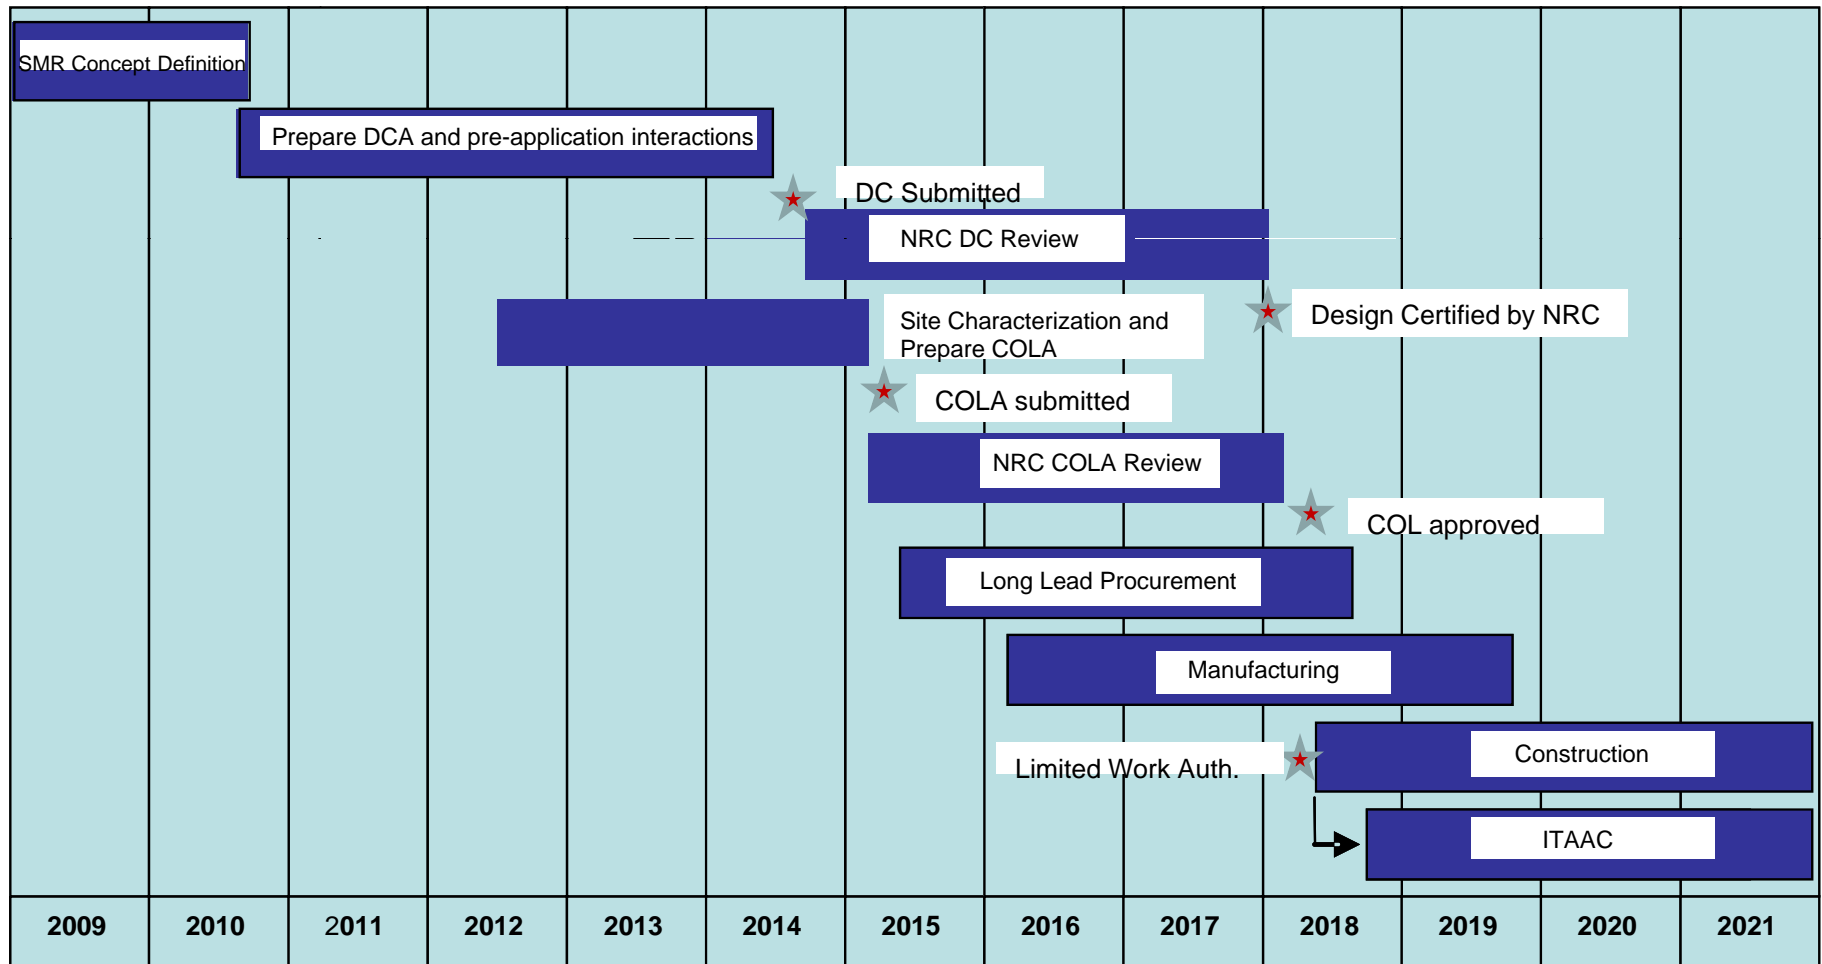 SMR Concept Definition
Prepare DCA and pre-application interactions
DC Submitted
NRC DC Review
Site Characterization and
Prepare COLA
Design Certified by NRC
COLA submitted
NRC COLA Review
COL approved
Long Lead Procurement
Manufacturing
Construction
Limited Work Auth.
ITAAC
2009 2010 2011 2012 2013 2014 2015 2016 2017 2018 2019 2020 2021